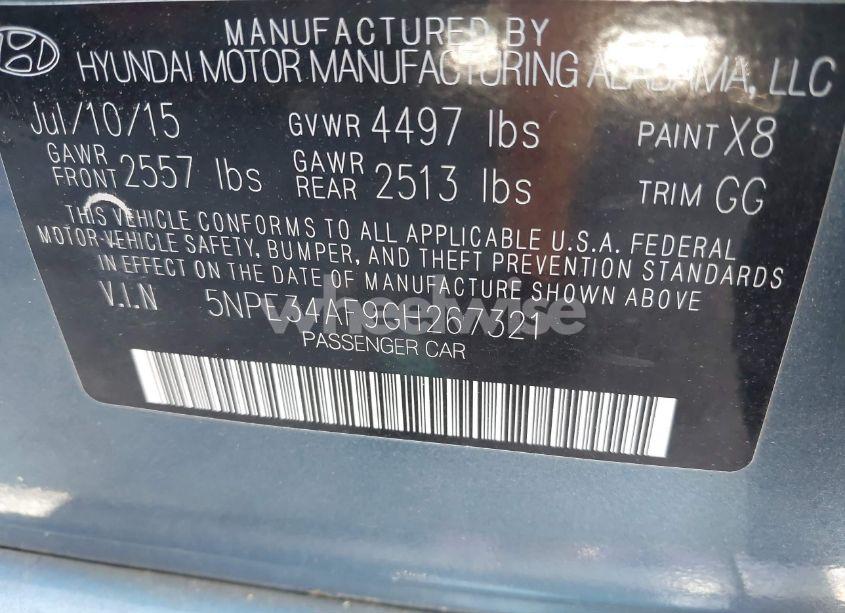 MANUFACTURED BY
HYUNDAI MOTOR MANUFACTURING ALABAMA, LLC
Jul/10/15 GVWR 4497 lbs PAINT X8
GAWR FRONT 2557 lbs GAWR REAR 2513 lbs TRIM GG
THIS VEHICLE CONFORMS TO ALL APPLICABLE U.S.A. FEDERAL
MOTOR-VEHICLE SAFETY, BUMPER, AND THEFT PREVENTION STANDARDS
IN EFFECT ON THE DATE OF MANUFACTURE SHOWN ABOVE
V.I.N
wheelwise
PASSENGER CAR